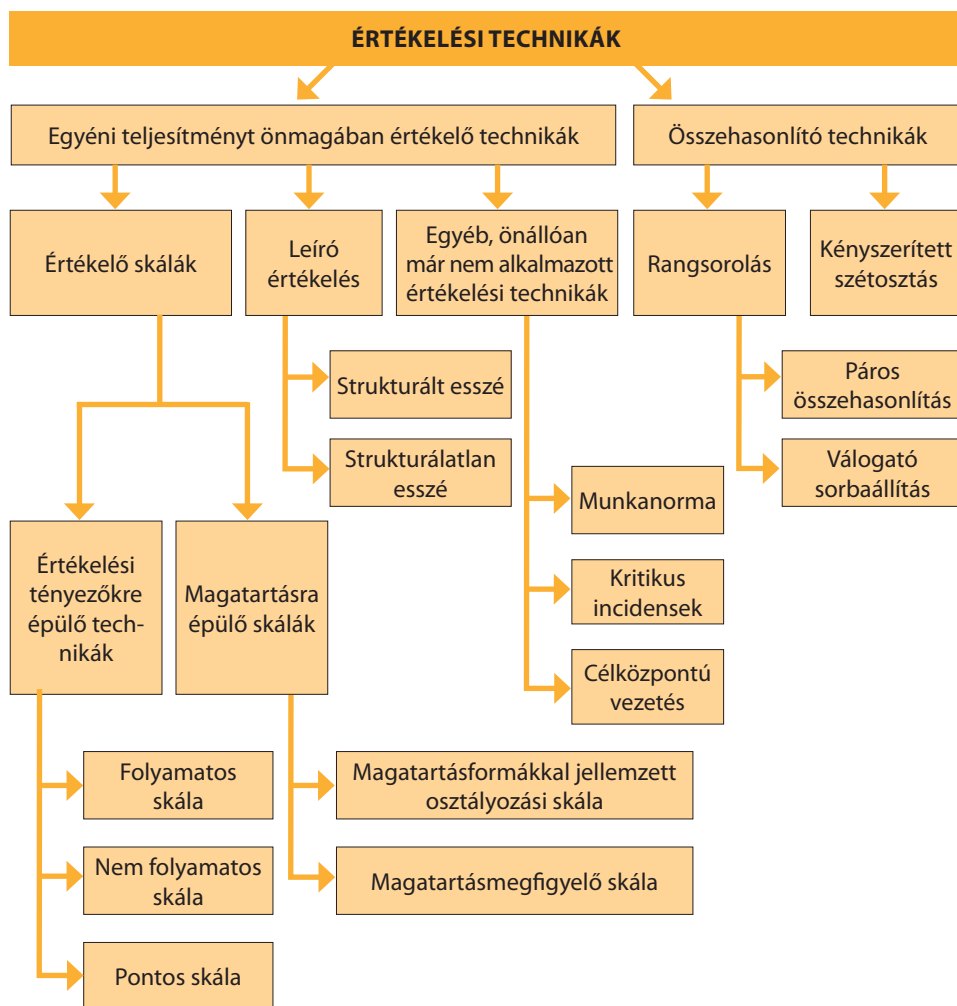 ÉRTÉKELÉSI TECHNIKÁK
Egyéni teljesítményt önmagában értékelő technikák
Összehasonlító technikák
Értékelő skálák
Leíró
értékelés
Egyéb, önállóan
már nem alkalmazott
értékelési technikák
Rangsorolás
Kényszerített
szétosztás
Strukturált esszé
Strukturálatlan
esszé
Páros
összehasonlítás
Válogató
sorbaállítás
Munkanorma
Kritikus
incidensek
Célközpontú
vezetés
Értékelési
tényezőkre
épülő tech-
nikák
Magatartásra
épülő skálák
Folyamatos
skála
Nem folyamatos
skála
Pontos skála
Magatartásformákkal jellemzett
osztályozási skála
Magatartásmegfigyelő skála